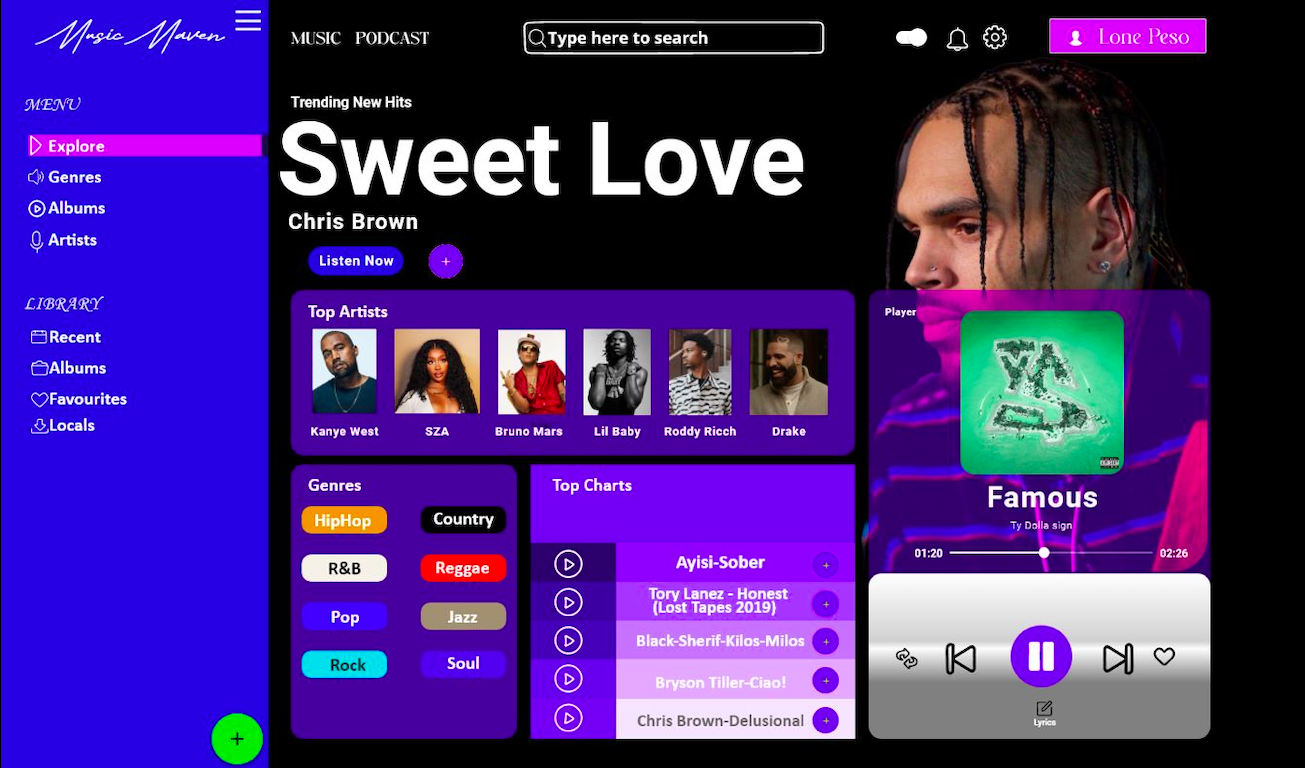 Music Maven
MENU
Explore
Genres
Albums
Artists
LIBRARY
Recent
Albums
Favourites
Locals
MUSIC PODCAST
Type here to search
Lone Peso
Trending New Hits
Sweet Love
Chris Brown
Listen Now
+
Top Artists
Kanye West
SZA
Bruno Mars
Lil Baby
Roddy Ricch
Drake
Genres
HipHop
Country
R&B
Reggae
Pop
Jazz
Rock
Soul
+
Top Charts
Ayisi-Sober
+
Tory Lanez - Honest
(Lost Tapes 2019)
+
Black-Sherif-Kilos-Milos
+
Bryson Tiller-Ciao!
+
Chris Brown-Delusional
+
Player
Famous
Ty Dolla sign
01:20
02:26
Lyrics